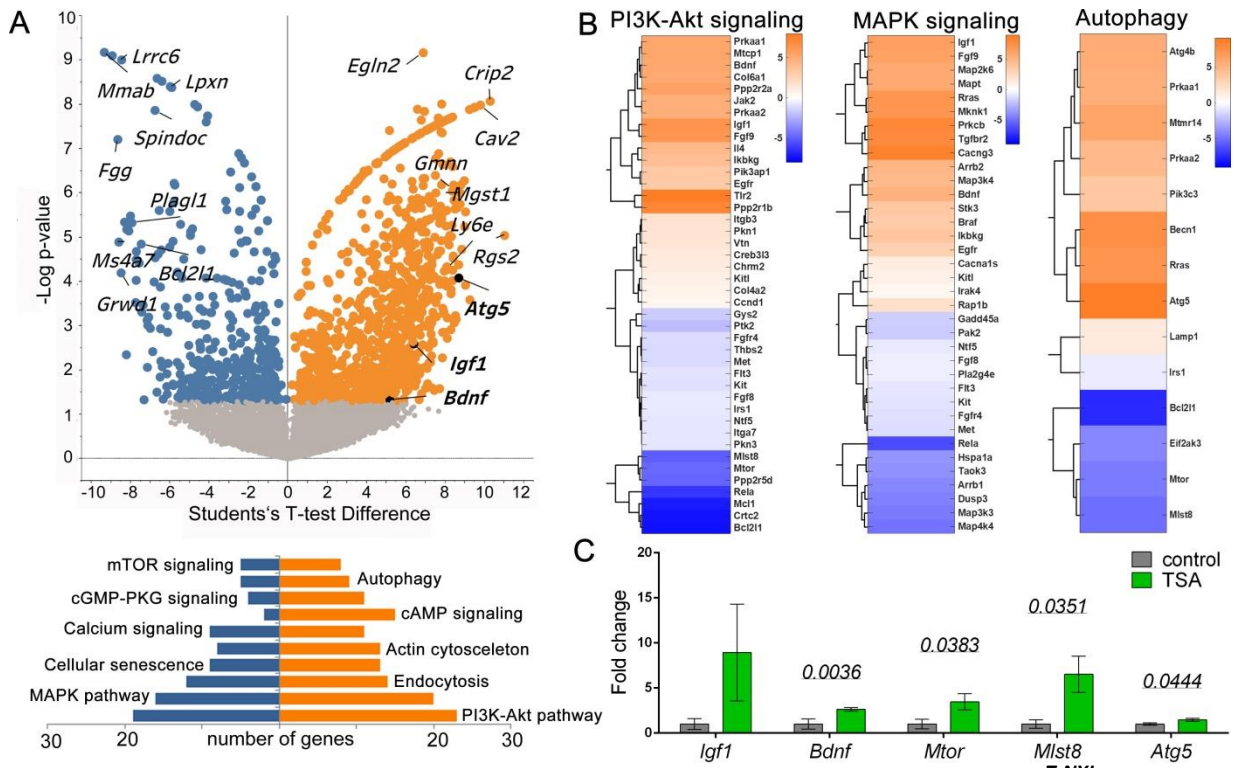 A
-Log p-value
9
8
7
6
5
4
3
2
1
0
-10
-8
-6
-4
-2
0
2
4
6
8
10
12
Students's T-test Difference
Lrrc6
Mmab
Lpxn
Spindoc
Fgg
Plagl1
Ms4a7
Bcl2l1
Grwd1
Egln2
Crip2
Cav2
Gmnn
Mgst1
Ly6e
Rgs2
Atg5
Igf1
Bdnf
mTOR signaling
Autophagy
cGMP-PKG signaling
cAMP signaling
Calcium signaling
Actin cytosceleton
Cellular senescence
Endocytosis
MAPK pathway
PI3K-Akt pathway
30
20
number of genes
20
30
B
PI3K-Akt signaling
Prkaa1
Mtcp1
Bdnf
Col6a1
Ppp2r2a
Jak2
Prkaa2
Igf1
Fgf9
Il4
Ikbkg
Pik3ap1
Egfr
Tlr2
Ppp2r1b
Itgb3
Pkn1
Vtn
Creb3l3
Chrm2
Kitl
Col4a2
Ccnd1
Gys2
Ptk2
Fgfr4
Thbs2
Met
Flt3
Kit
Fgf8
Irs1
Ntf5
Itga7
Pkn3
Mlst8
Mtor
Ppp2r5d
Rela
Mcl1
Crtc2
Bcl2l1
5
0
-5
MAPK signaling
Igf1
Fgf9
Map2k6
Mapt
Rras
Mknk1
Prkcb
Tgfbr2
Cacng3
Arrb2
Map3k4
Bdnf
Stk3
Braf
Ikbkg
Egfr
Cacna1s
Kitl
Irak4
Rap1b
Gadd45a
Pak2
Ntf5
Fgf8
Pla2g4e
Flt3
Kit
Fgfr4
Met
Rela
Hspa1a
Taok3
Arrb1
Dusp3
Map3k3
Map4k4
5
0
-5
Autophagy
Atg4b
Prkaa1
Mtmr14
Prkaa2
Pik3c3
Becn1
Rras
Atg5
Lamp1
Irs1
Bcl2l1
Eif2ak3
Mtor
Mlst8
5
0
-5
C
Fold change
20
15
10
5
0
control
TSA
0.0036
0.0383
0.0351
0.0444
Igf1
Bdnf
Mtor
Mlst8
Atg5